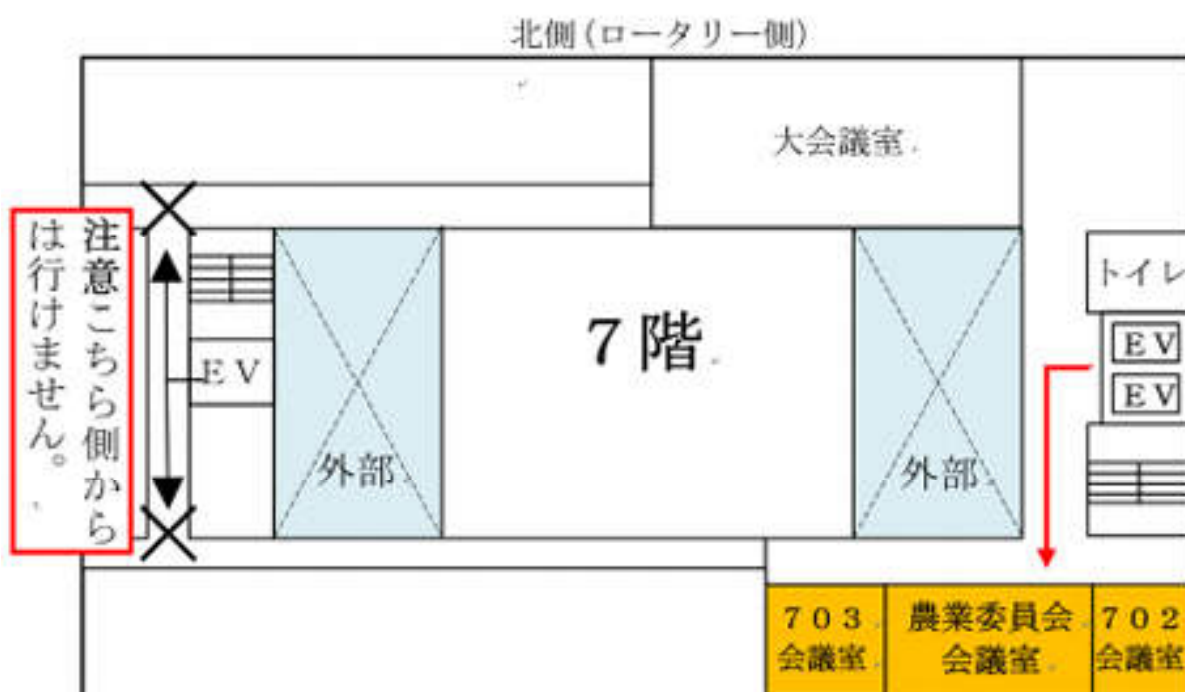 北側（ロータリー側）
大会議室
注意こちら側から
は行けません。
EV
外部
7階
外部
トイレ
EV
EV
703
会議室
農業委員会
会議室
702
会議室